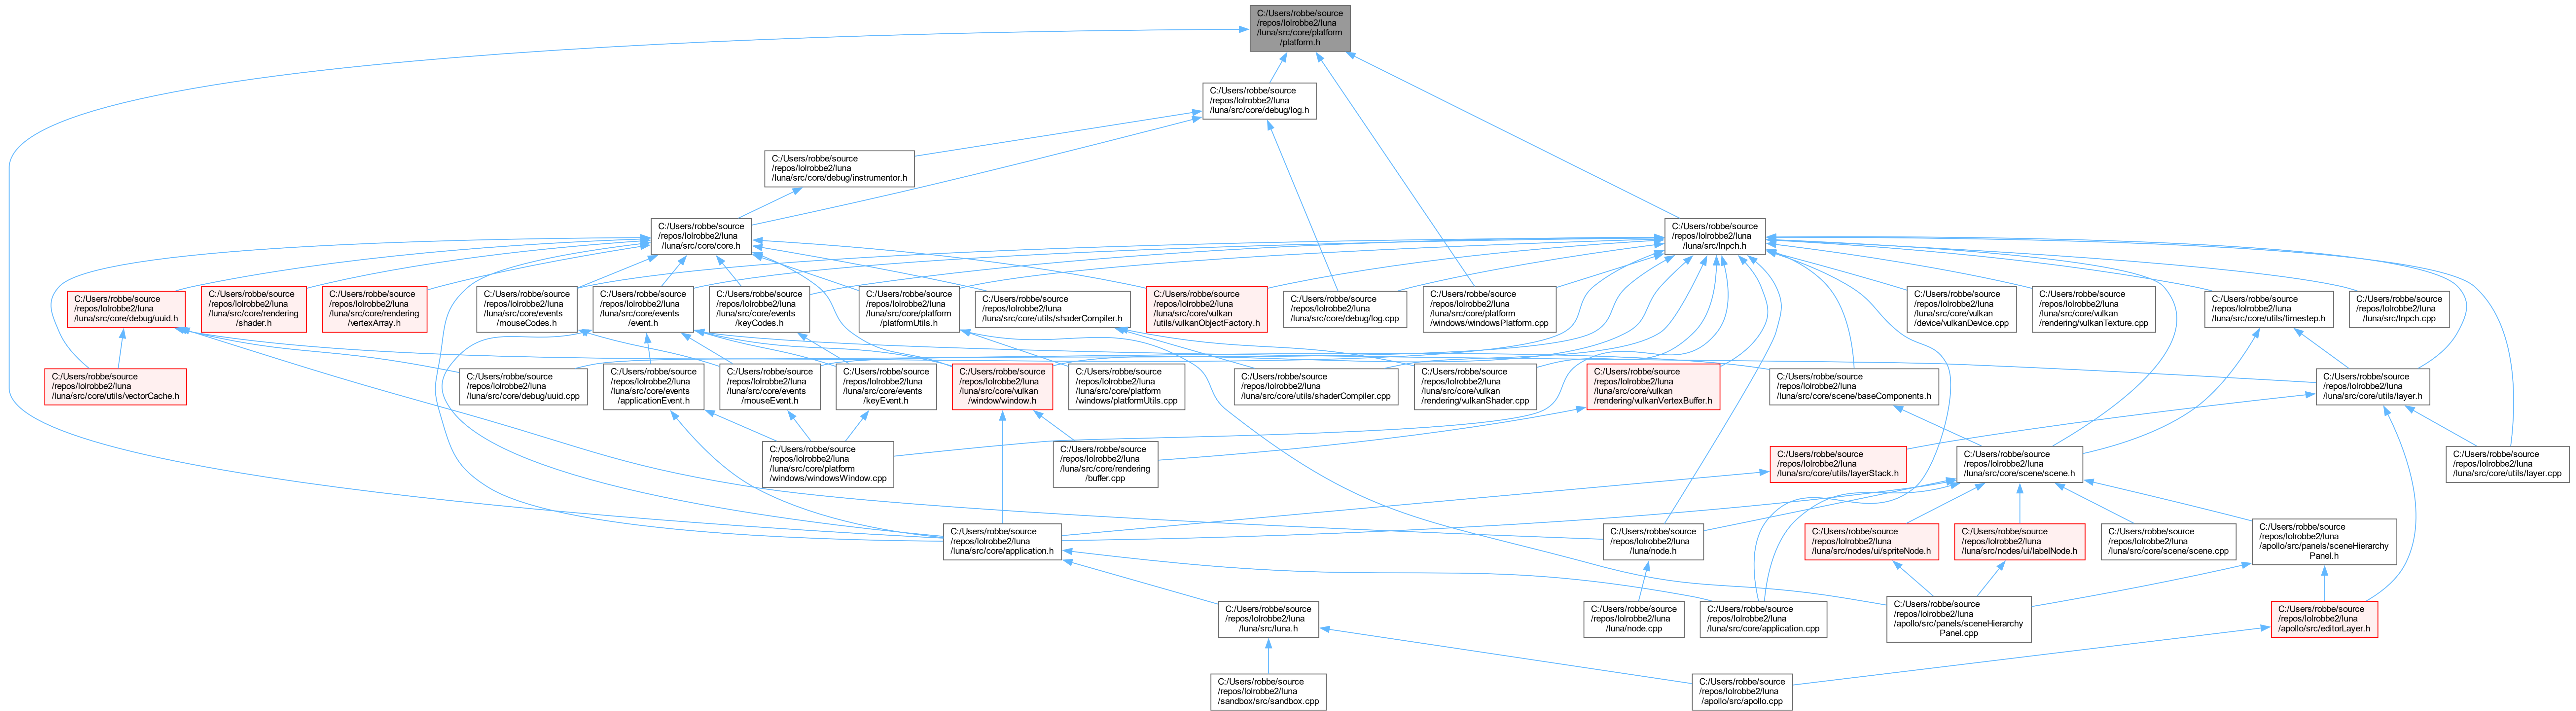 C:/Users/robbe/source
/repos/lolrobbe2/luna
/luna/src/core/platform
/platform.h
C:/Users/robbe/source
/repos/lolrobbe2/luna
/luna/src/core/debug/log.h
C:/Users/robbe/source
/repos/lolrobbe2/luna
/luna/src/core/debug/instrumentor.h
C:/Users/robbe/source
/repos/lolrobbe2/luna
/luna/src/core/core.h
C:/Users/robbe/source
/repos/lolrobbe2/luna
/luna/src/lnpch.h
C:/Users/robbe/source
/repos/lolrobbe2/luna
/luna/src/core/debug/uuid.h
C:/Users/robbe/source
/repos/lolrobbe2/luna
/luna/src/core/rendering
/shader.h
C:/Users/robbe/source
/repos/lolrobbe2/luna
/luna/src/core/rendering
/vertexArray.h
C:/Users/robbe/source
/repos/lolrobbe2/luna
/luna/src/core/events
/mouseCodes.h
C:/Users/robbe/source
/repos/lolrobbe2/luna
/luna/src/core/events
/event.h
C:/Users/robbe/source
/repos/lolrobbe2/luna
/luna/src/core/events
/keyCodes.h
C:/Users/robbe/source
/repos/lolrobbe2/luna
/luna/src/core/platform
/platformUtils.h
C:/Users/robbe/source
/repos/lolrobbe2/luna
/luna/src/core/utils/shaderCompiler.h
C:/Users/robbe/source
/repos/lolrobbe2/luna
/luna/src/core/vulkan
/utils/vulkanObjectFactory.h
C:/Users/robbe/source
/repos/lolrobbe2/luna
/luna/src/core/debug/log.cpp
C:/Users/robbe/source
/repos/lolrobbe2/luna
/luna/src/core/platform
/windows/windowsPlatform.cpp
C:/Users/robbe/source
/repos/lolrobbe2/luna
/luna/src/core/vulkan
/device/vulkanDevice.cpp
C:/Users/robbe/source
/repos/lolrobbe2/luna
/luna/src/core/vulkan
/rendering/vulkanTexture.cpp
C:/Users/robbe/source
/repos/lolrobbe2/luna
/luna/src/core/utils/timestep.h
C:/Users/robbe/source
/repos/lolrobbe2/luna
/luna/src/lnpch.cpp
C:/Users/robbe/source
/repos/lolrobbe2/luna
/luna/src/core/utils/vectorCache.h
C:/Users/robbe/source
/repos/lolrobbe2/luna
/luna/src/core/debug/uuid.cpp
C:/Users/robbe/source
/repos/lolrobbe2/luna
/luna/src/core/events
/applicationEvent.h
C:/Users/robbe/source
/repos/lolrobbe2/luna
/luna/src/core/events
/mouseEvent.h
C:/Users/robbe/source
/repos/lolrobbe2/luna
/luna/src/core/events
/keyEvent.h
C:/Users/robbe/source
/repos/lolrobbe2/luna
/luna/src/core/vulkan
/window/window.h
C:/Users/robbe/source
/repos/lolrobbe2/luna
/luna/src/core/platform
/windows/platformUtils.cpp
C:/Users/robbe/source
/repos/lolrobbe2/luna
/luna/src/core/utils/shaderCompiler.cpp
C:/Users/robbe/source
/repos/lolrobbe2/luna
/luna/src/core/vulkan
/rendering/vulkanShader.cpp
C:/Users/robbe/source
/repos/lolrobbe2/luna
/luna/src/core/vulkan
/rendering/vulkanVertexBuffer.h
C:/Users/robbe/source
/repos/lolrobbe2/luna
/luna/src/core/scene/baseComponents.h
C:/Users/robbe/source
/repos/lolrobbe2/luna
/luna/src/core/utils/layer.h
C:/Users/robbe/source
/repos/lolrobbe2/luna
/luna/src/core/platform
/windows/windowsWindow.cpp
C:/Users/robbe/source
/repos/lolrobbe2/luna
/luna/src/core/rendering
/buffer.cpp
C:/Users/robbe/source
/repos/lolrobbe2/luna
/luna/src/core/utils/layerStack.h
C:/Users/robbe/source
/repos/lolrobbe2/luna
/luna/src/core/scene/scene.h
C:/Users/robbe/source
/repos/lolrobbe2/luna
/luna/src/core/utils/layer.cpp
C:/Users/robbe/source
/repos/lolrobbe2/luna
/luna/src/core/application.h
C:/Users/robbe/source
/repos/lolrobbe2/luna
/luna/node.h
C:/Users/robbe/source
/repos/lolrobbe2/luna
/luna/src/nodes/ui/spriteNode.h
C:/Users/robbe/source
/repos/lolrobbe2/luna
/luna/src/nodes/ui/labelNode.h
C:/Users/robbe/source
/repos/lolrobbe2/luna
/luna/src/core/scene/scene.cpp
C:/Users/robbe/source
/repos/lolrobbe2/luna
/apollo/src/panels/sceneHierarchy
Panel.h
C:/Users/robbe/source
/repos/lolrobbe2/luna
/luna/src/luna.h
C:/Users/robbe/source
/repos/lolrobbe2/luna
/luna/node.cpp
C:/Users/robbe/source
/repos/lolrobbe2/luna
/luna/src/core/application.cpp
C:/Users/robbe/source
/repos/lolrobbe2/luna
/apollo/src/panels/sceneHierarchy
Panel.cpp
C:/Users/robbe/source
/repos/lolrobbe2/luna
/apollo/src/editorLayer.h
C:/Users/robbe/source
/repos/lolrobbe2/luna
/sandbox/src/sandbox.cpp
C:/Users/robbe/source
/repos/lolrobbe2/luna
/apollo/src/apollo.cpp